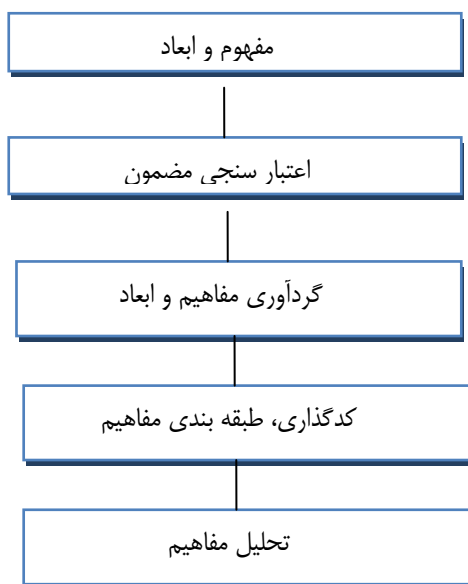 مفهوم و ابعاد
اعتبار سنجی مضمون
گردآوری مفاهیم و ابعاد
کدگذاری، طبقه بندی مفاهیم
تحلیل مفاهیم